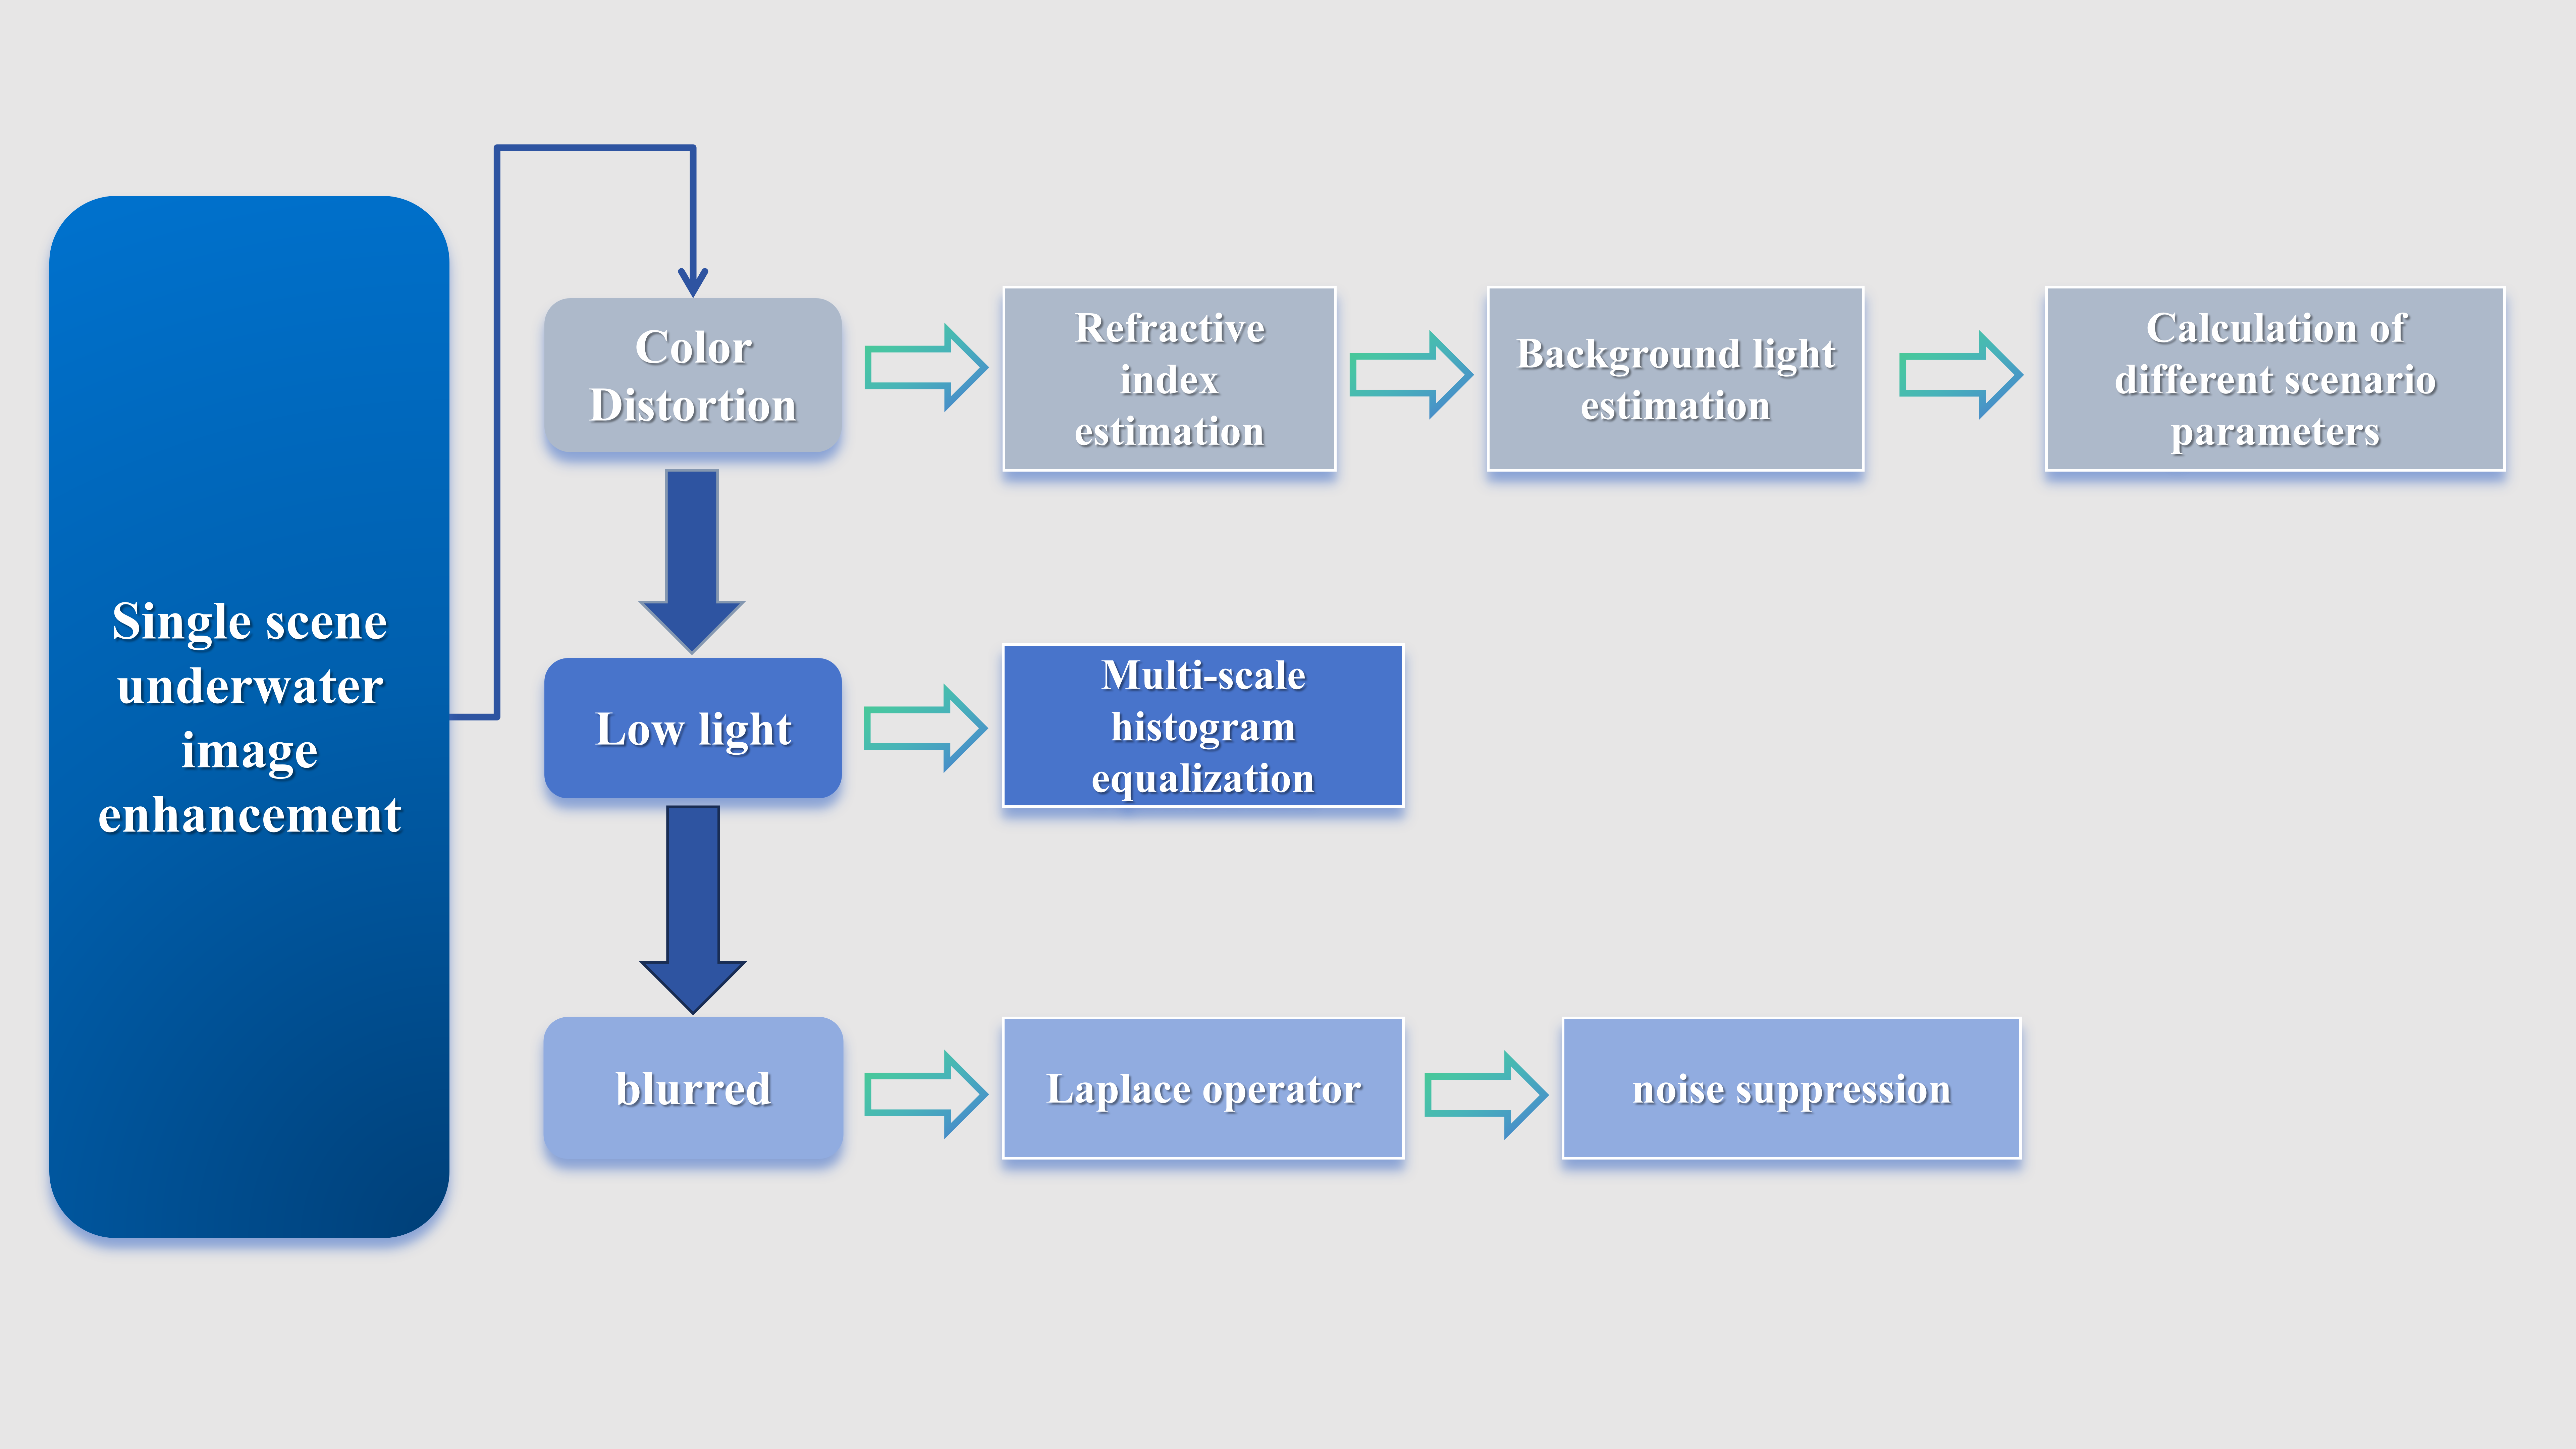 Single scene
underwater
image
enhancement
Color
Distortion
Refractive
index
estimation
Background light
estimation
Calculation of
different scenario
parameters
Low light
Multi-scale
histogram
equalization
blurred
Laplace operator
noise suppression